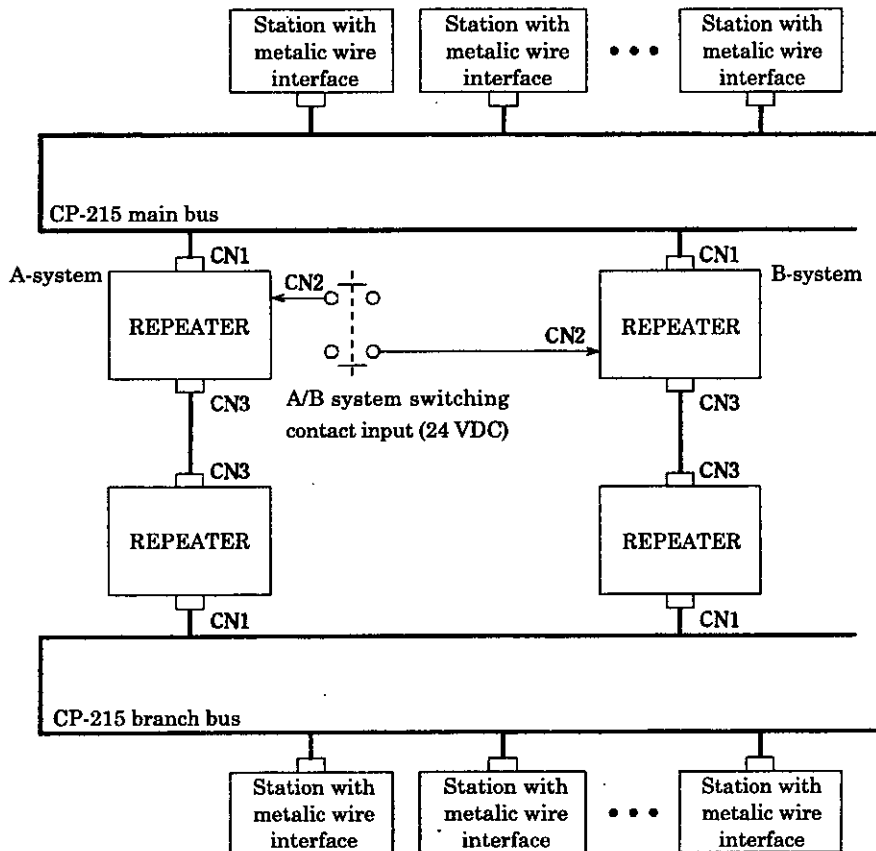 Station with
metalic wire
interface
Station with
metalic wire
interface
Station with
metalic wire
interface
CP-215 main bus
CN1
CN1
A-system
B-system
CN2
REPEATER
REPEATER
CN2
CN3
CN3
A/B system switching
contact input (24 VDC)
CN3
CN3
REPEATER
REPEATER
CN1
CN1
CP-215 branch bus
Station with
metalic wire
interface
Station with
metalic wire
interface
Station with
metalic wire
interface